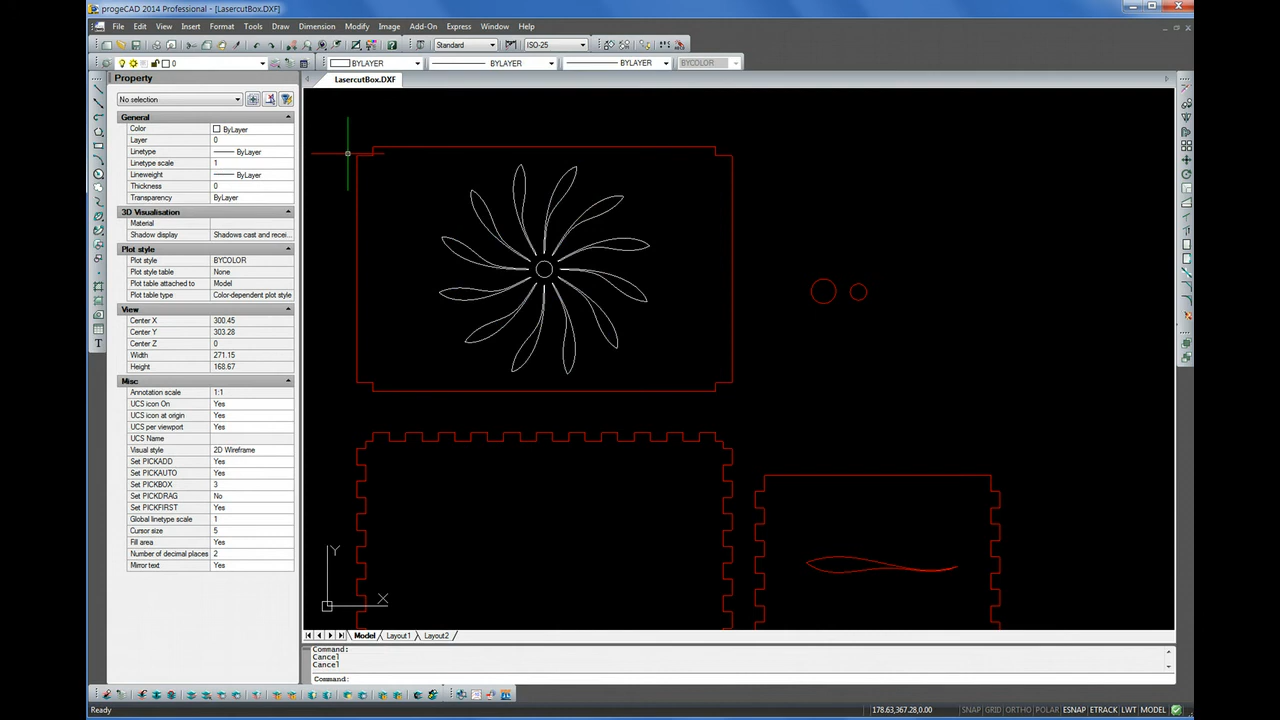 progeCAD 2014 Professional - [LasercutBox.DXF]
File Edit View Insert Format Tools Draw Dimension Modify Image Add-On Express Window Help
Standard ISO-25
0 BYLAYER BYLAYER BYLAYER BYCOLOR
Property
LasercutBox.DXF
No selection
General
Color ByLayer
Layer 0
Linetype ByLayer
Linetype scale 1
Lineweight ByLayer
Thickness 0
Transparency ByLayer
3D Visualisation
Material
Shadow display Shadows cast and recei...
Plot style
Plot style BYCOLOR
Plot style table None
Plot table attached to Model
Plot table type Color-dependent plot style
View
Center X 300.45
Center Y 303.28
Center Z 0
Width 271.15
Height 168.67
Misc
Annotation scale 1:1
UCS icon On Yes
UCS icon at origin Yes
UCS per viewport Yes
UCS Name
Visual style 2D Wireframe
Set PICKADD Yes
Set PICKAUTO Yes
Set PICKBOX 3
Set PICKDRAG No
Set PICKFIRST Yes
Global linetype scale 1
Cursor size 5
Fill area Yes
Number of decimal places 2
Mirror text Yes
Y
X
Model Layout1 Layout2
Command:
Cancel
Cancel
Command:
Ready 178.63,367.28,0.00 SNAP GRID ORTHO POLAR ESNAP ETRACK LWT MODEL